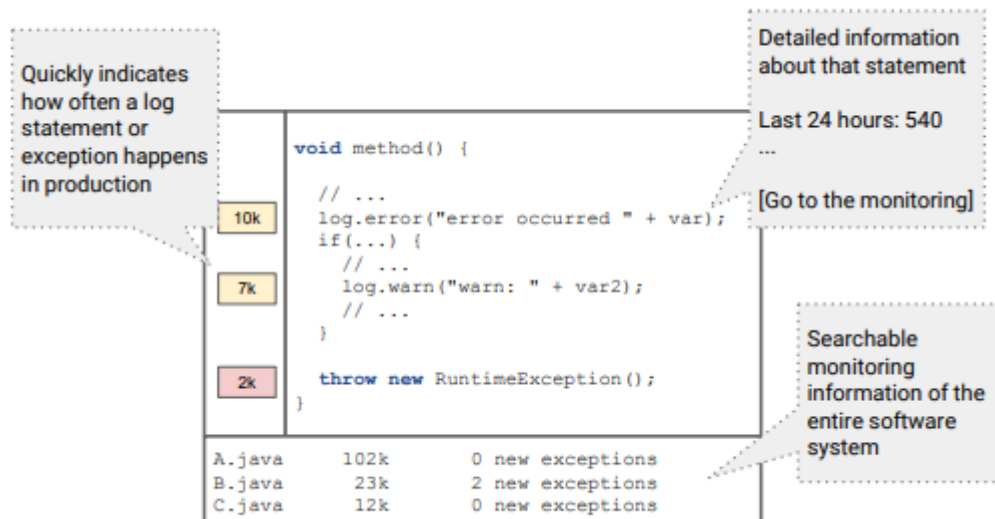 Quickly indicates
how often a log
statement or
exception happens
in production
Detailed information
about that statement
Last 24 hours: 540
...
[Go to the monitoring]
void method() {
// ...
10k
log.error("error occurred " + var);
if(...) {
// ...
7k
log.warn("warn: " + var2);
// ...
}
2k
throw new RuntimeException();
}
Searchable
monitoring
information of the
entire software
system
A.java 102k 0 new exceptions
B.java 23k 2 new exceptions
C.java 12k 0 new exceptions